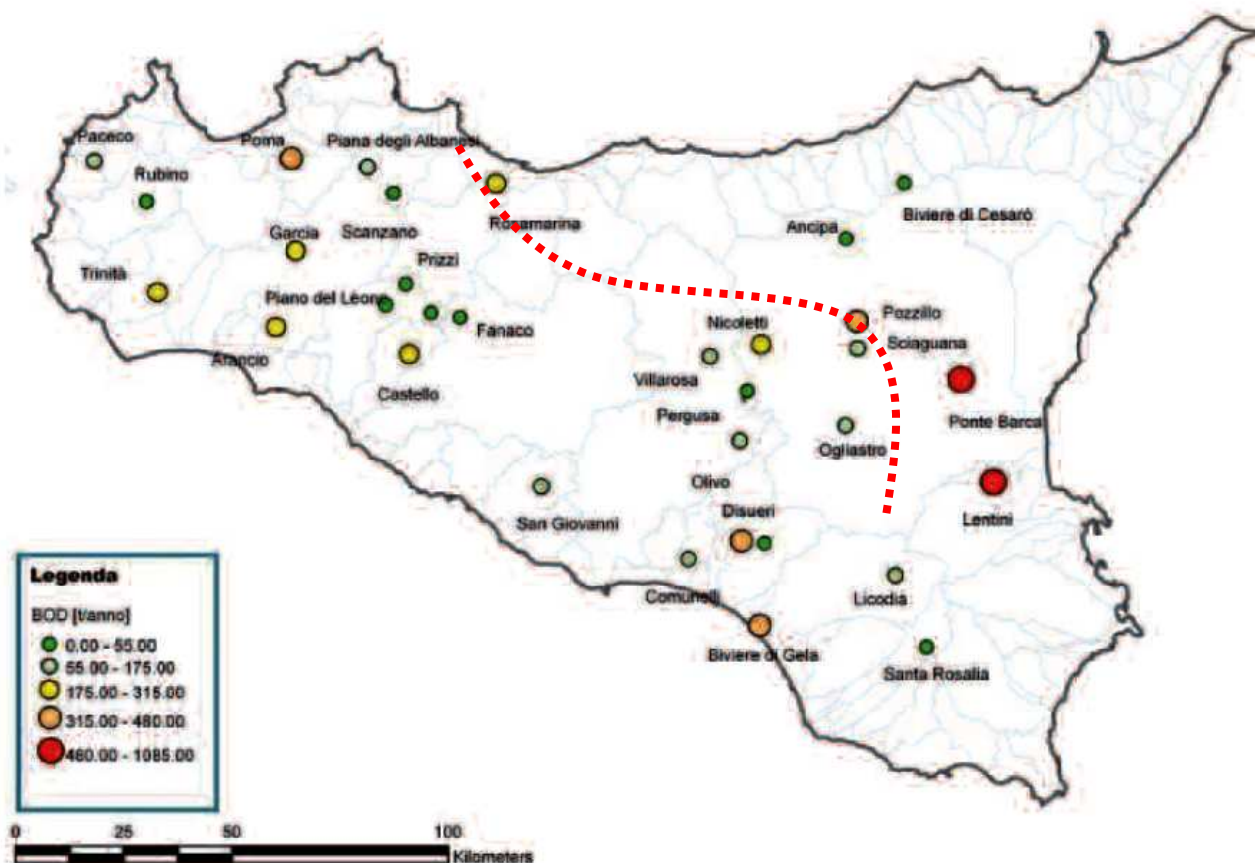 Paceco
Poma
Piana degli Albanesi
Rubino
Rosamarina
Scanzano
Garcia
Ancipa
Biviere di Cesarò
Prizzi
Trinità
Piano del Léone
Fanaco
Nicoletti
Pozzillo
Sciaguana
Arancio
Castello
Villarosa
Pergusa
Ponte Barca
Ogliastro
Olivo
Disueri
San Giovanni
Lentini
Comunelli
Licodia
Biviere di Gela
Santa Rosalia
Legenda
BOD [t/anno]
0.00 - 55.00
55.00 - 175.00
175.00 - 315.00
315.00 - 480.00
480.00 - 1085.00
0 25 50 100
Kilometers